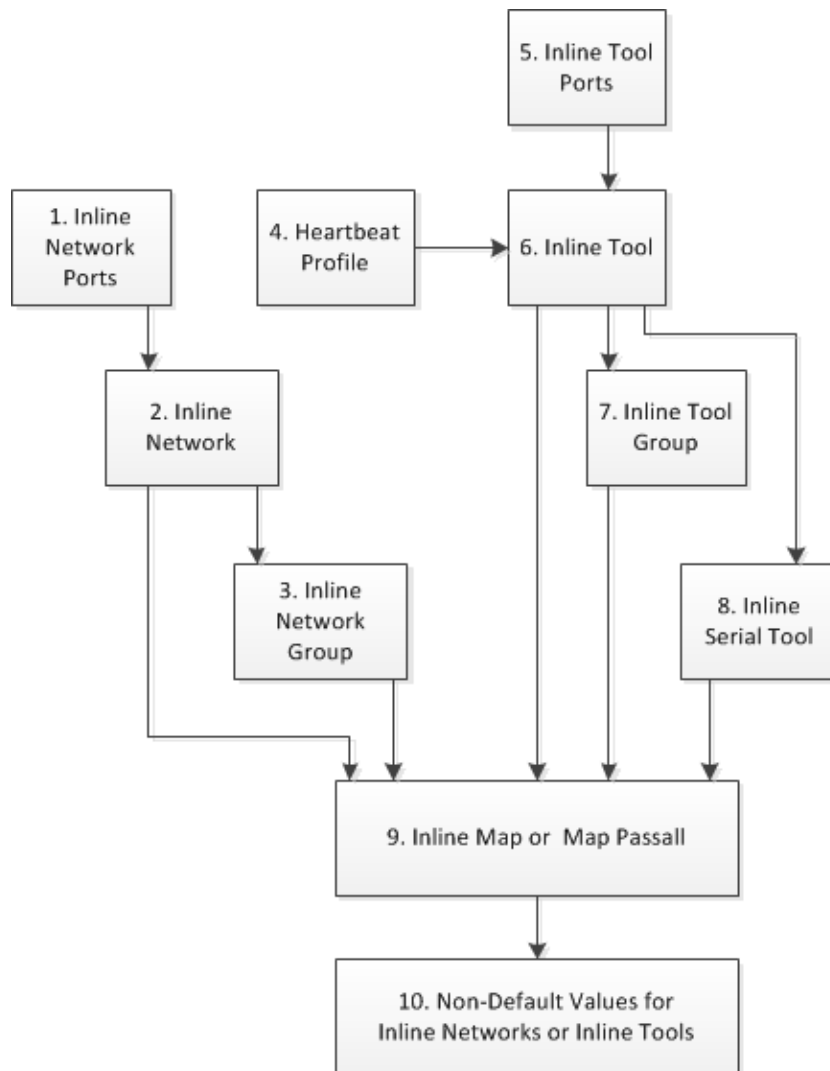 5. Inline Tool
Ports
1. Inline
Network
Ports
4. Heartbeat
Profile
6. Inline Tool
2. Inline
Network
7. Inline Tool
Group
3. Inline
Network
Group
8. Inline
Serial Tool
9. Inline Map or Map Passall
10. Non-Default Values for
Inline Networks or Inline Tools